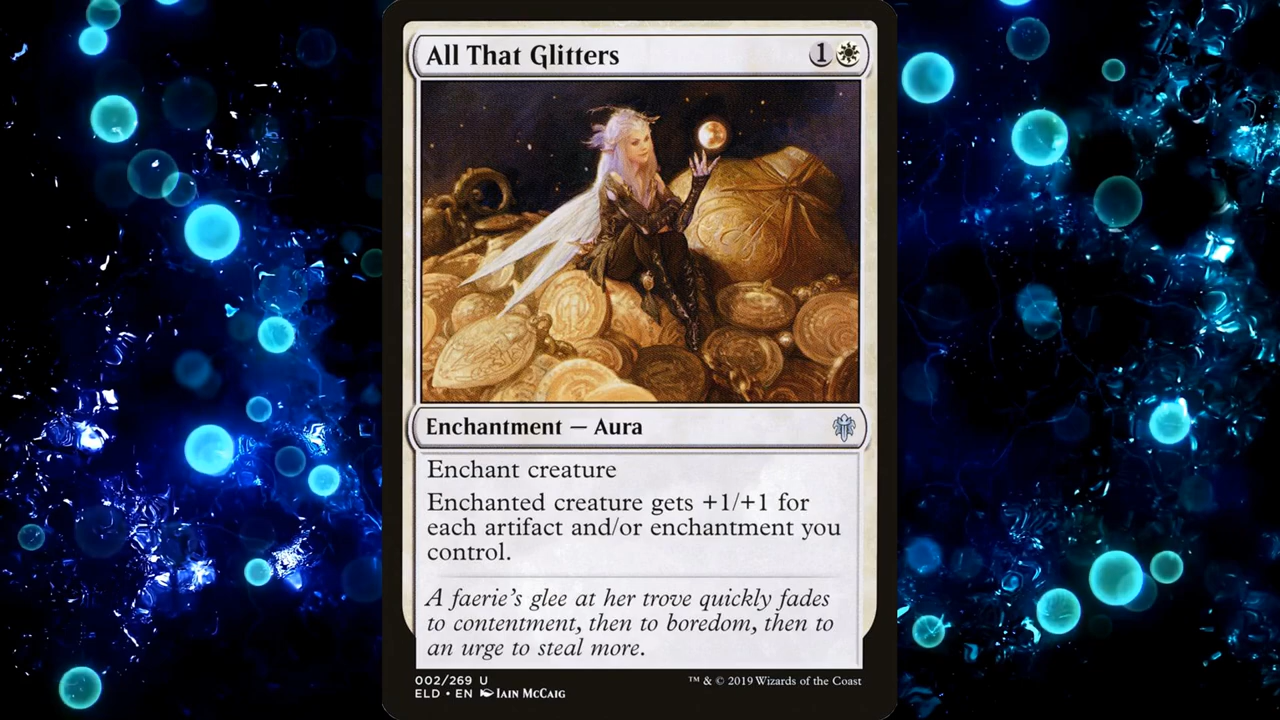 All That Glitters 1
Enchantment — Aura
Enchant creature
Enchanted creature gets +1/+1 for
each artifact and/or enchantment you
control.
A faerie's glee at her trove quickly fades
to contentment, then to boredom, then to
an urge to steal more.
002/269 U
ELD • EN Iain McCaig
™ & © 2019 Wizards of the Coast